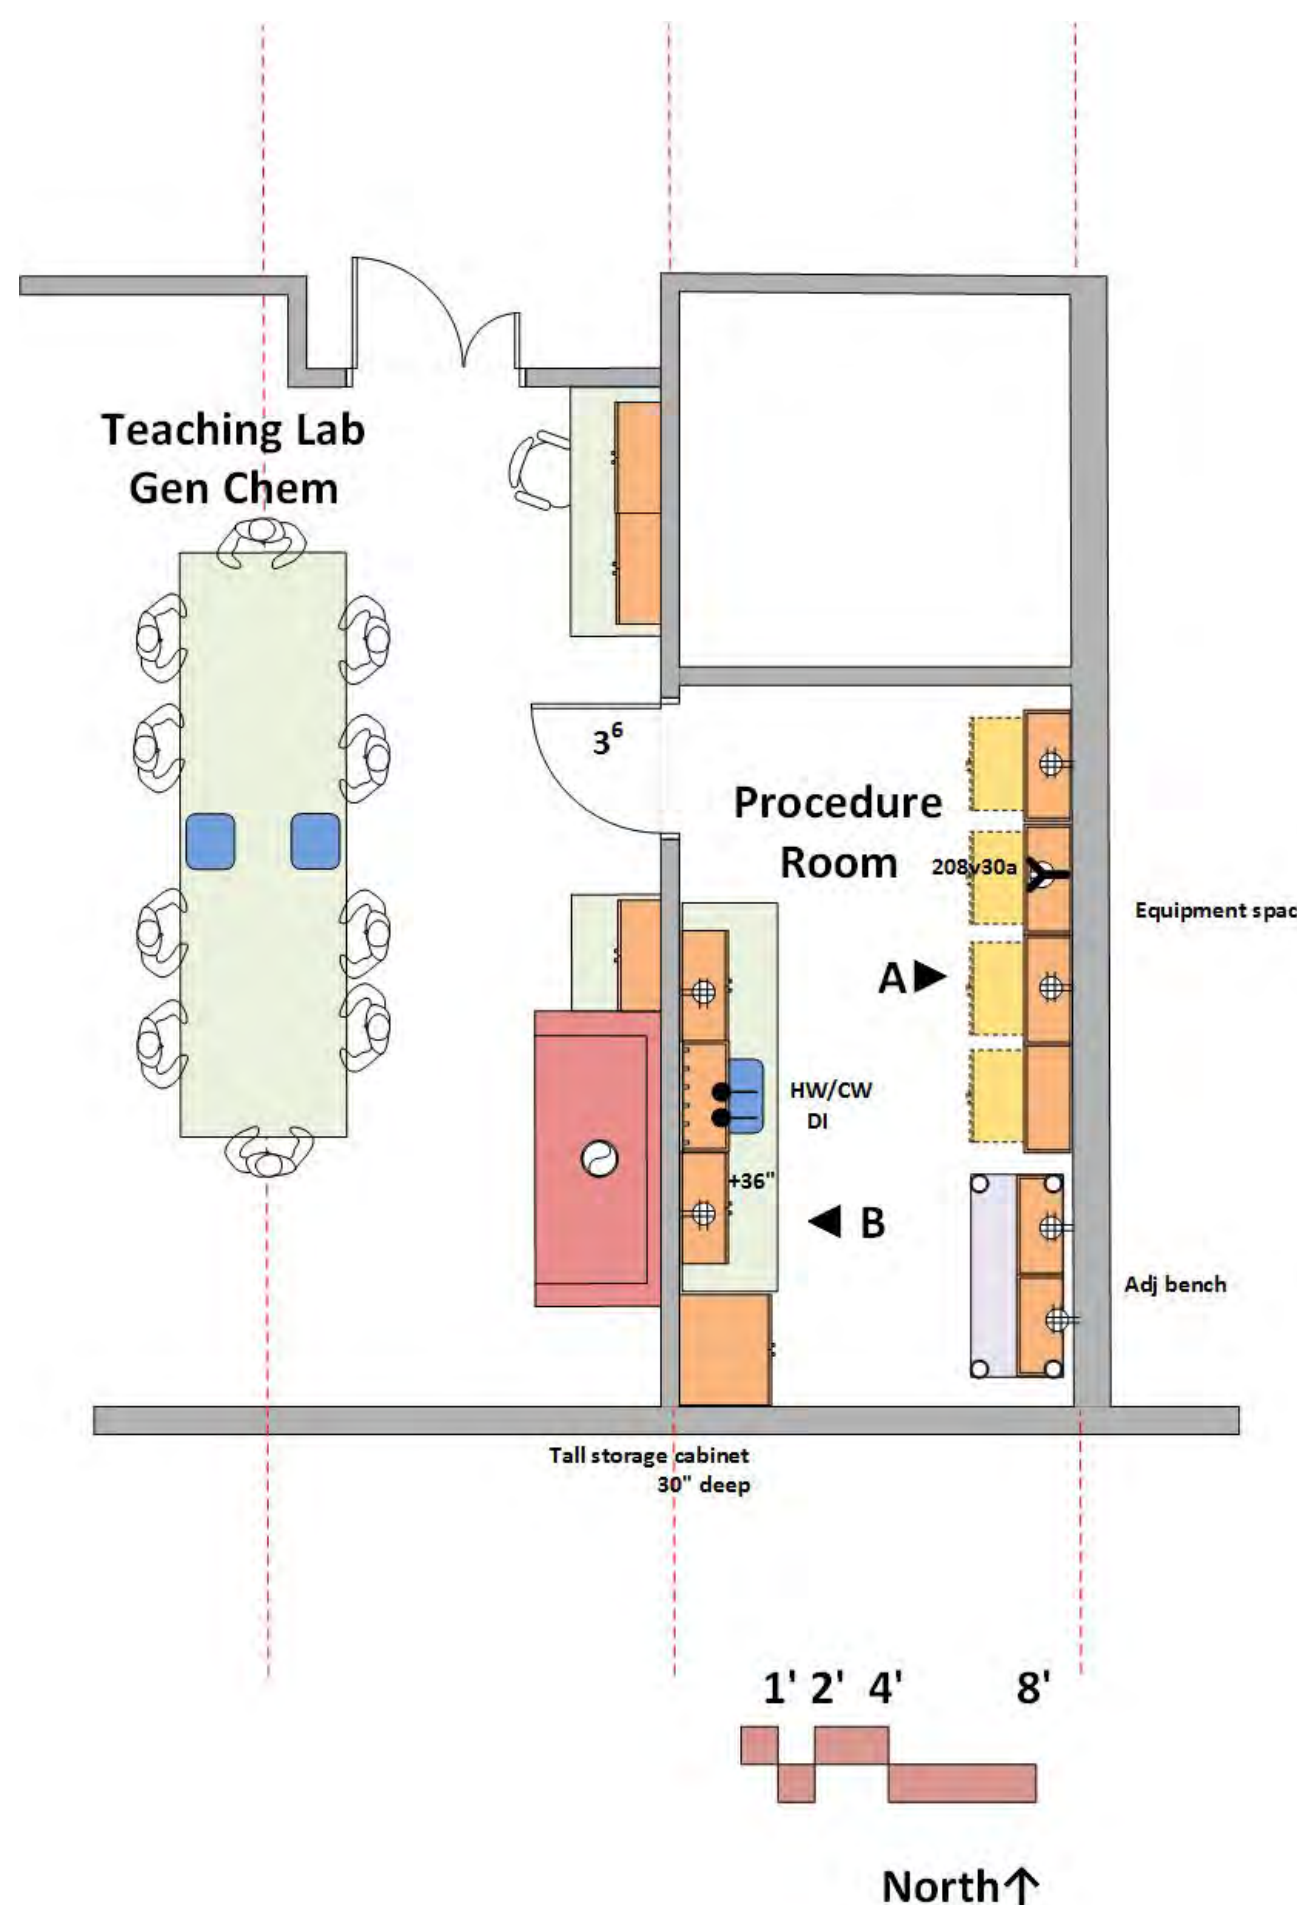 Teaching Lab
Gen Chem
3⁶
Procedure
Room
208v30a
Equipment spac
A
HW/CW
DI
+36"
B
Adj bench
Tall storage cabinet
30" deep
1' 2' 4' 8'
North↑